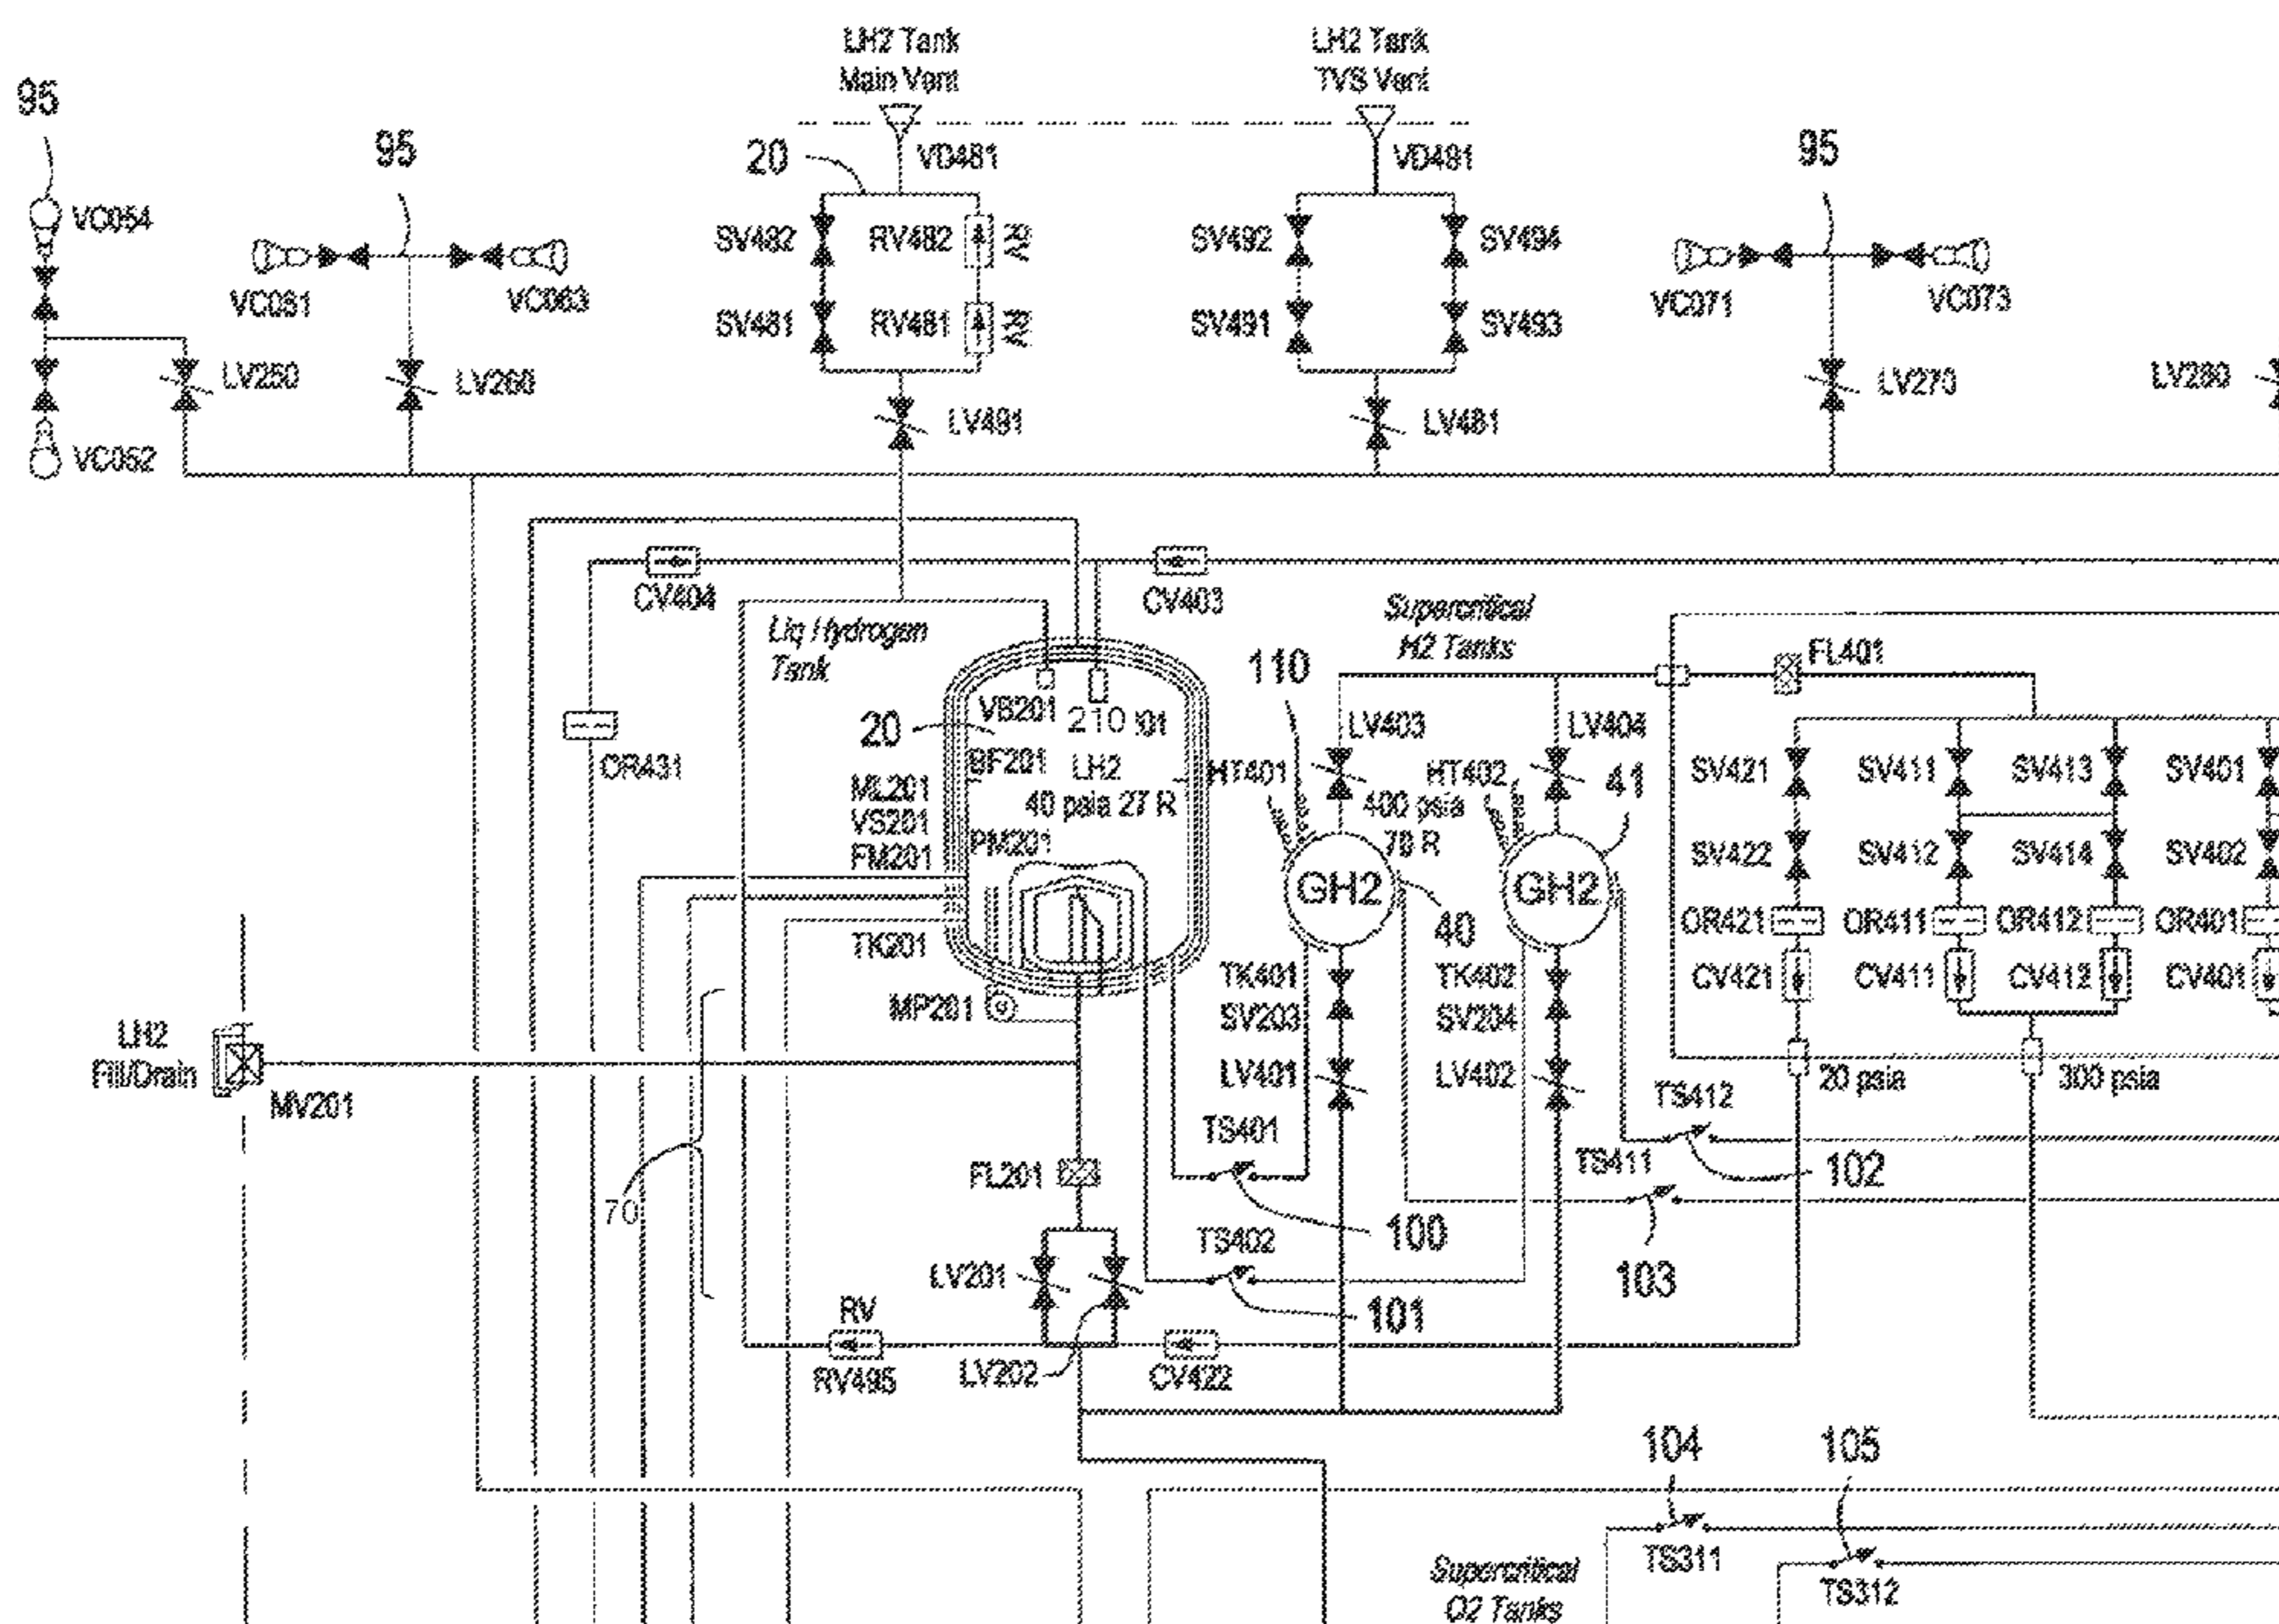 LH2 Tank
Main Vent
LH2 Tank
TVS Vent
95
95
20
VD481
VD491
95
VC054
SV482
RV482
RV
SV492
SV494
VC061
VC063
VC071
VC073
SV481
RV481
RV
SV491
SV493
LV250
LV260
LV270
LV280
LV491
LV481
VC052
CV404
CV403
Liq Hydrogen
Tank
Supercritical
H2 Tanks
110
FL401
VB201
210
20
LV403
LV404
OR431
BF201
LH2
HT401
HT402
41
SV421
SV411
SV413
SV401
ML201
40 psia 27 R
400 psia
VS201
70 R
FM201
PM201
SV422
SV412
SV414
SV402
GH2
GH2
TK201
40
OR421
OR411
OR412
OR401
TK401
TK402
CV421
CV411
CV412
CV401
MP201
SV203
SV204
LH2
Fill/Drain
MV201
LV401
LV402
20 psia
300 psia
TS412
TS401
FL201
TS411
102
70
100
TS402
LV201
103
RV
101
RV495
LV202
CV422
104
105
TS311
TS312
Supercritical
O2 Tanks